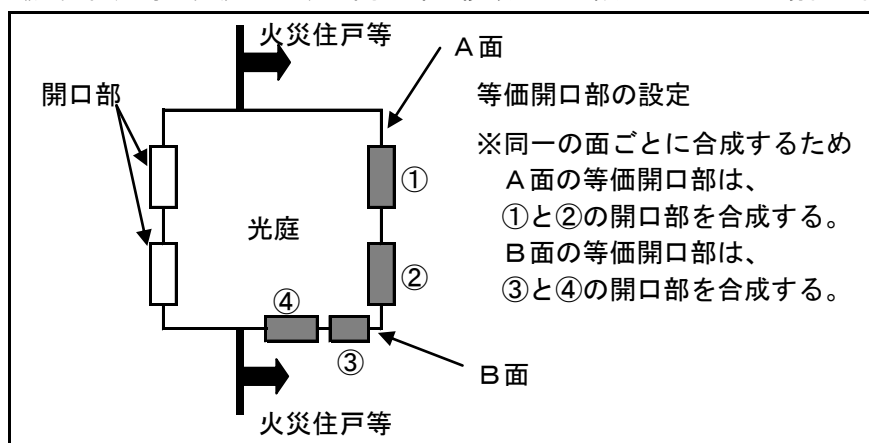 火災住戸等
A面
開口部
等価開口部の設定
※同一の面ごとに合成するため
A面の等価開口部は、
①と②の開口部を合成する。
B面の等価開口部は、
③と④の開口部を合成する。
①
光庭
②
④
③
B面
火災住戸等